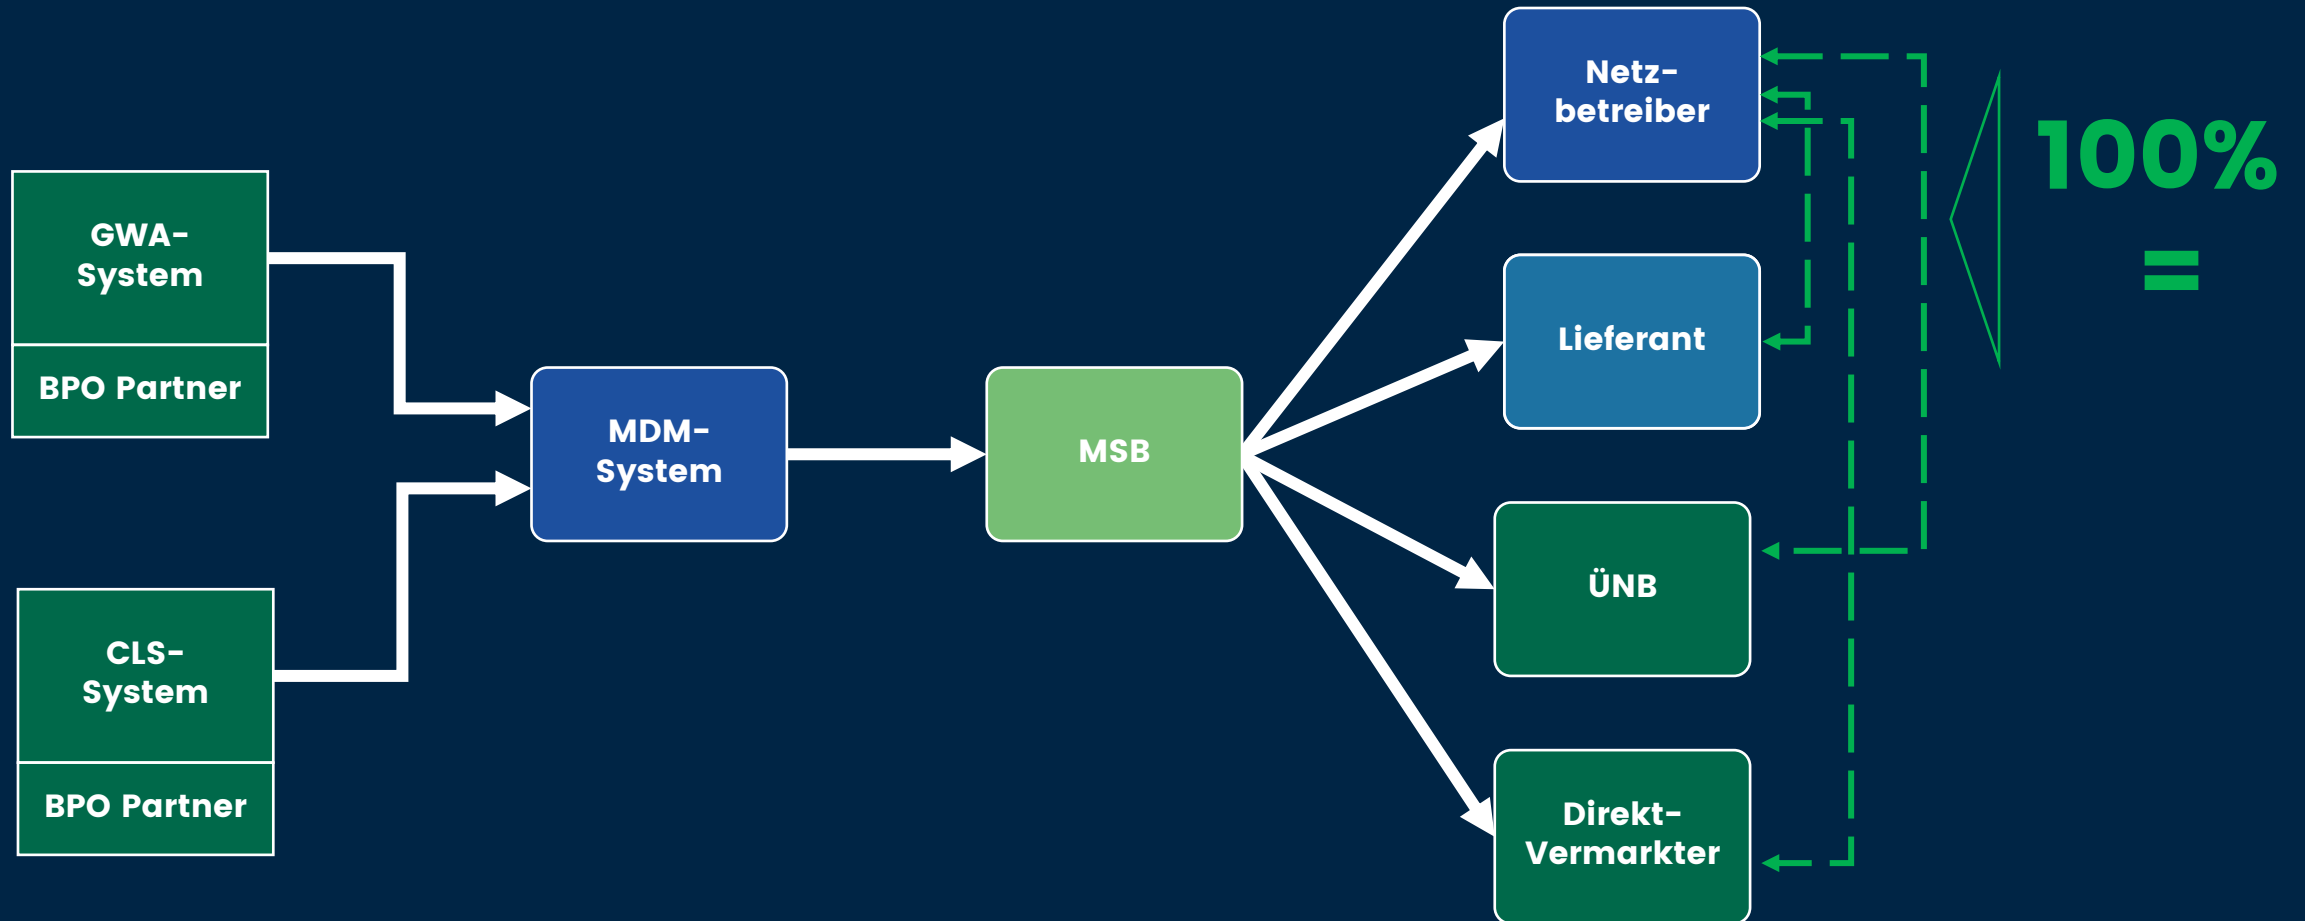 GWA-
System
BPO Partner
CLS-
System
BPO Partner
MDM-
System
MSB
Netz-
betreiber
Lieferant
ÜNB
Direkt-
Vermarkter
100%
=